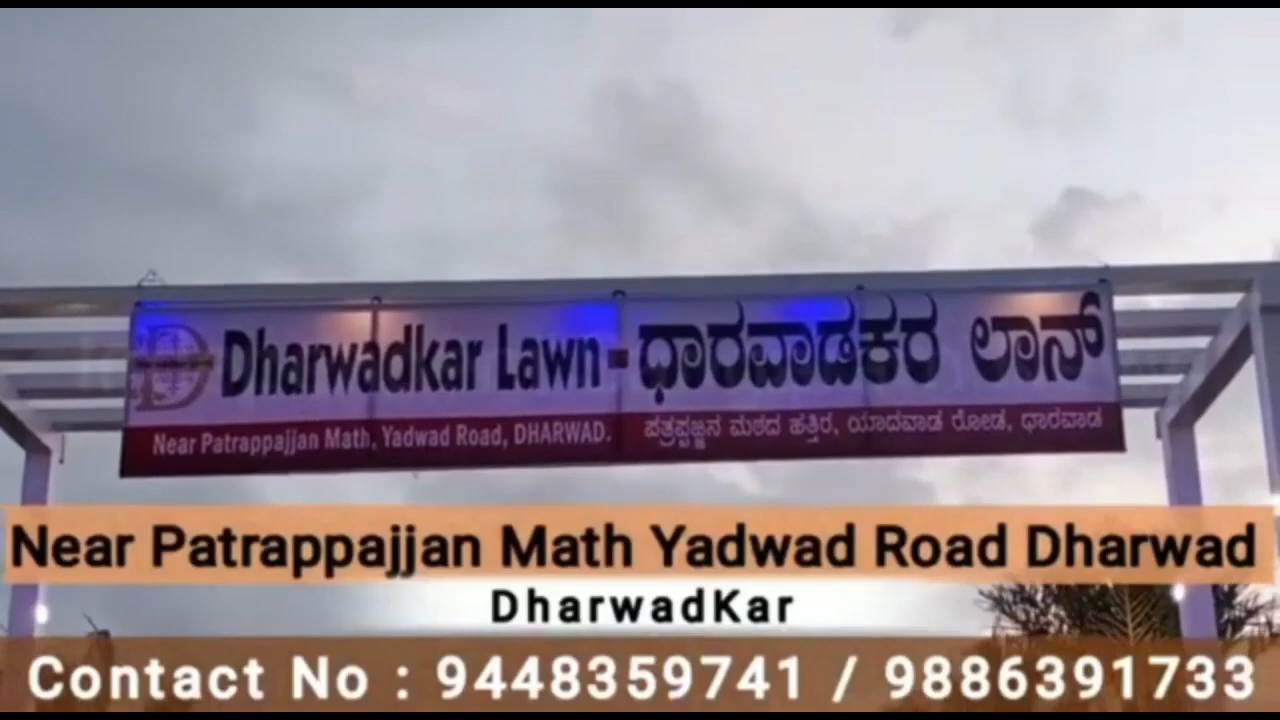 Dharwadkar Lawn - ಧಾರವಾಡಕರ ಲಾನ್
Near Patrappajjan Math, Yadwad Road, DHARWAD. ಪತ್ರಪ್ಪಜ್ಜನ ಮಠದ ಹತ್ತಿರ, ಯಾದವಾಡ ರೋಡ, ಧಾರವಾಡ
Near Patrappajjan Math Yadwad Road Dharwad
DharwadKar
Contact No : 9448359741 / 9886391733